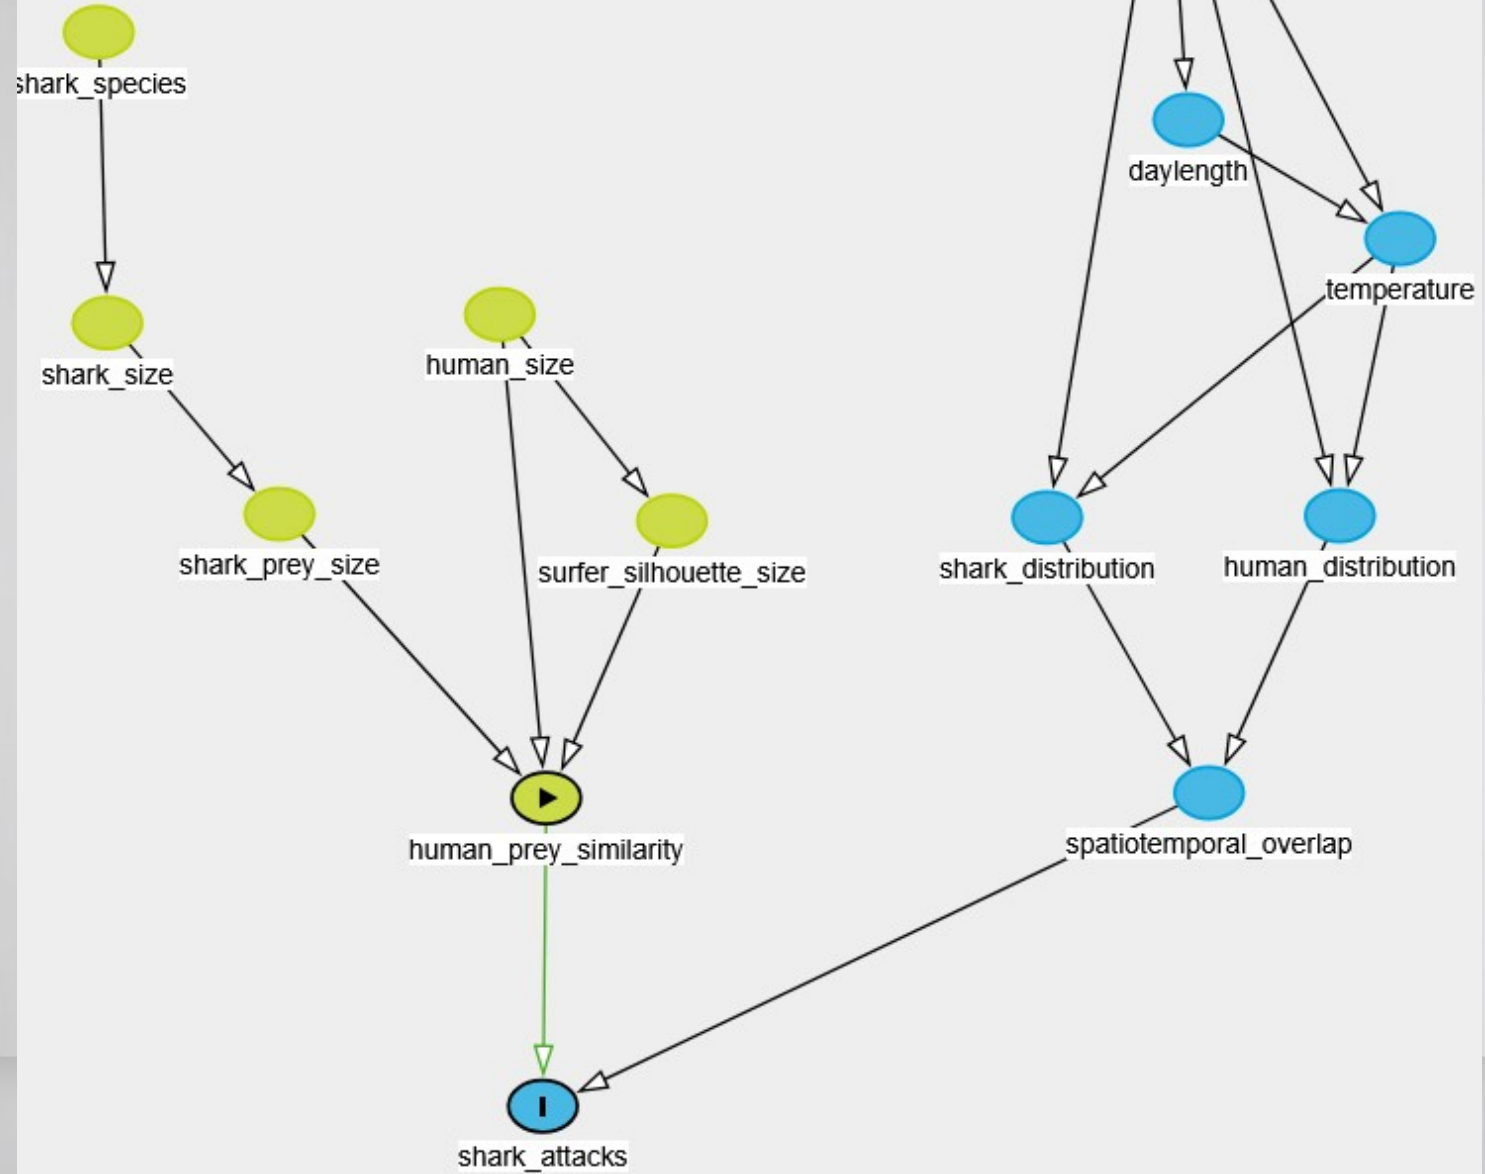 shark_species
daylength
temperature
human_size
shark_size
shark_prey_size
surfer_silhouette_size
shark_distribution
human_distribution
human_prey_similarity
spatiotemporal_overlap
shark_attacks